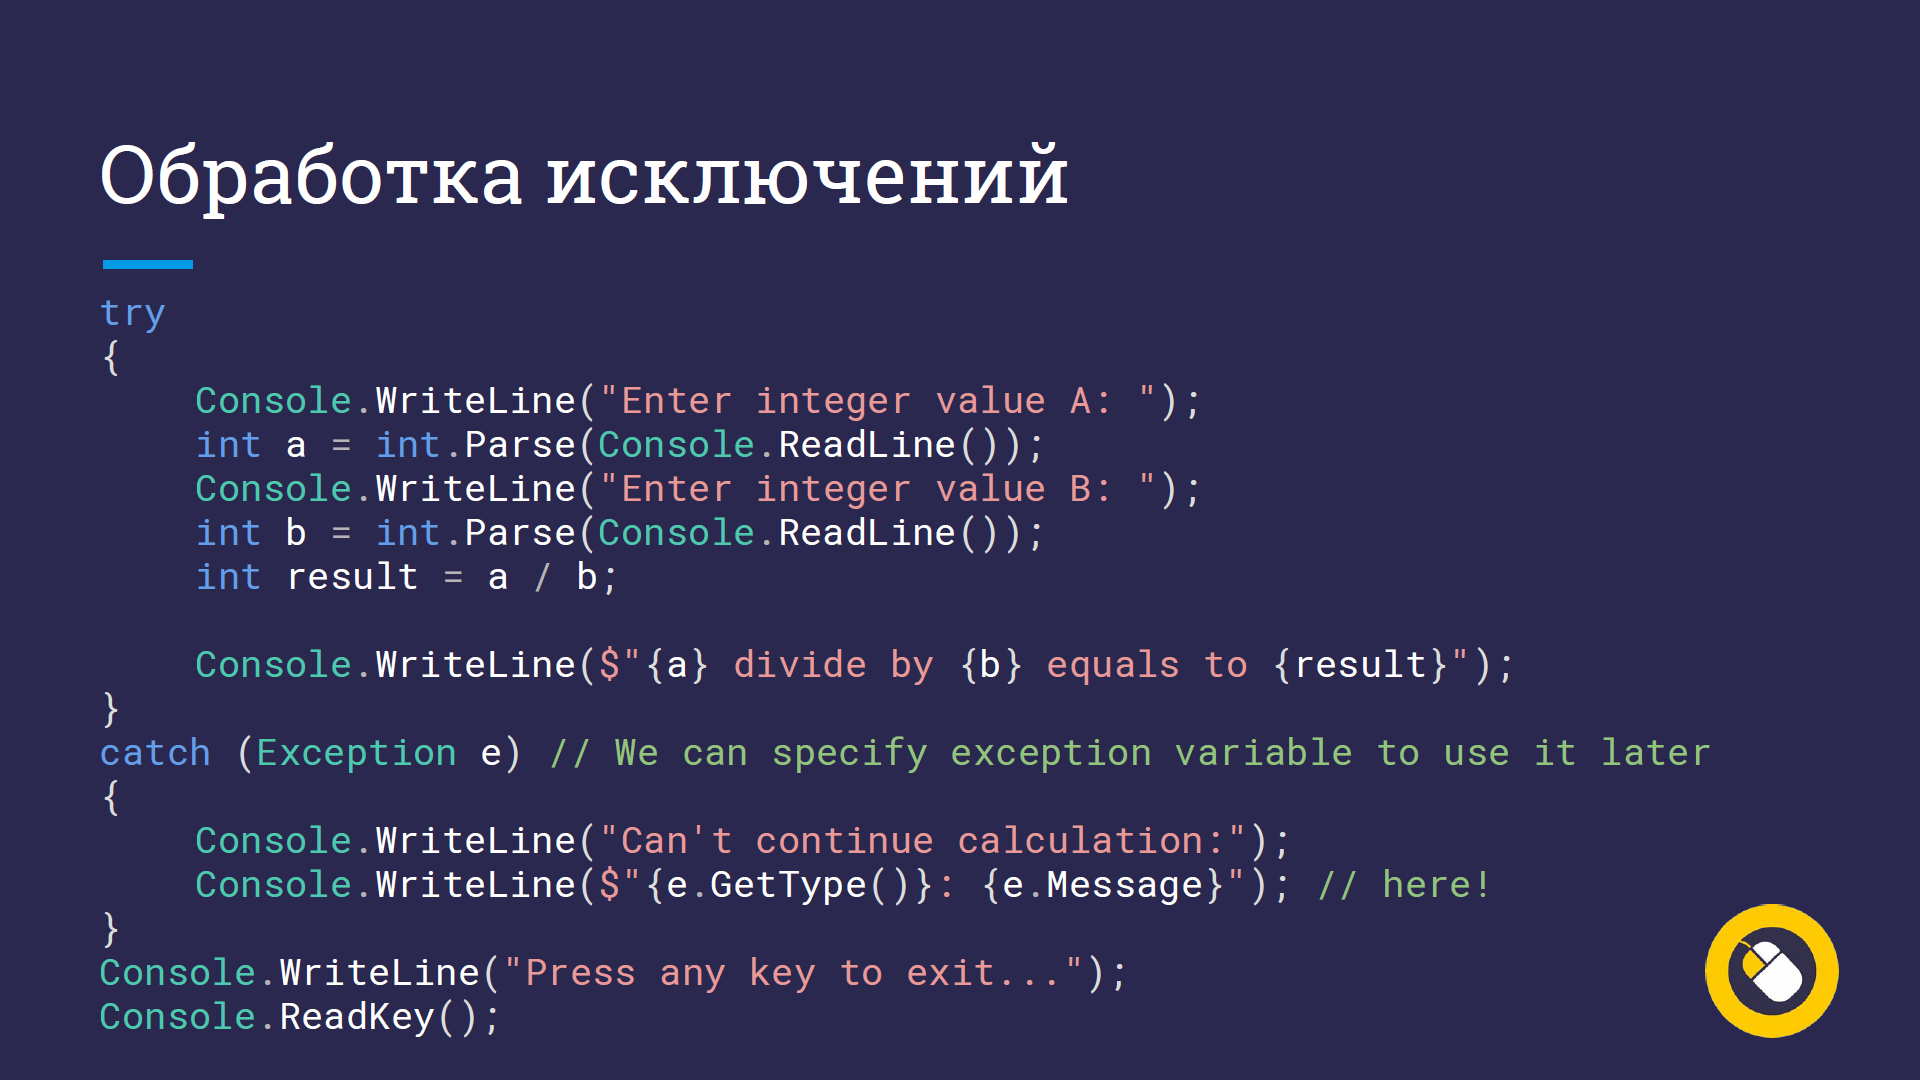 Обработка исключений
try
{
Console.WriteLine("Enter integer value A: ");
int a = int.Parse(Console.ReadLine());
Console.WriteLine("Enter integer value B: ");
int b = int.Parse(Console.ReadLine());
int result = a / b;
Console.WriteLine($"{a} divide by {b} equals to {result}");
}
catch (Exception e) // We can specify exception variable to use it later
{
Console.WriteLine("Can't continue calculation:");
Console.WriteLine($"{e.GetType()}: {e.Message}"); // here!
}
Console.WriteLine("Press any key to exit...");
Console.ReadKey();